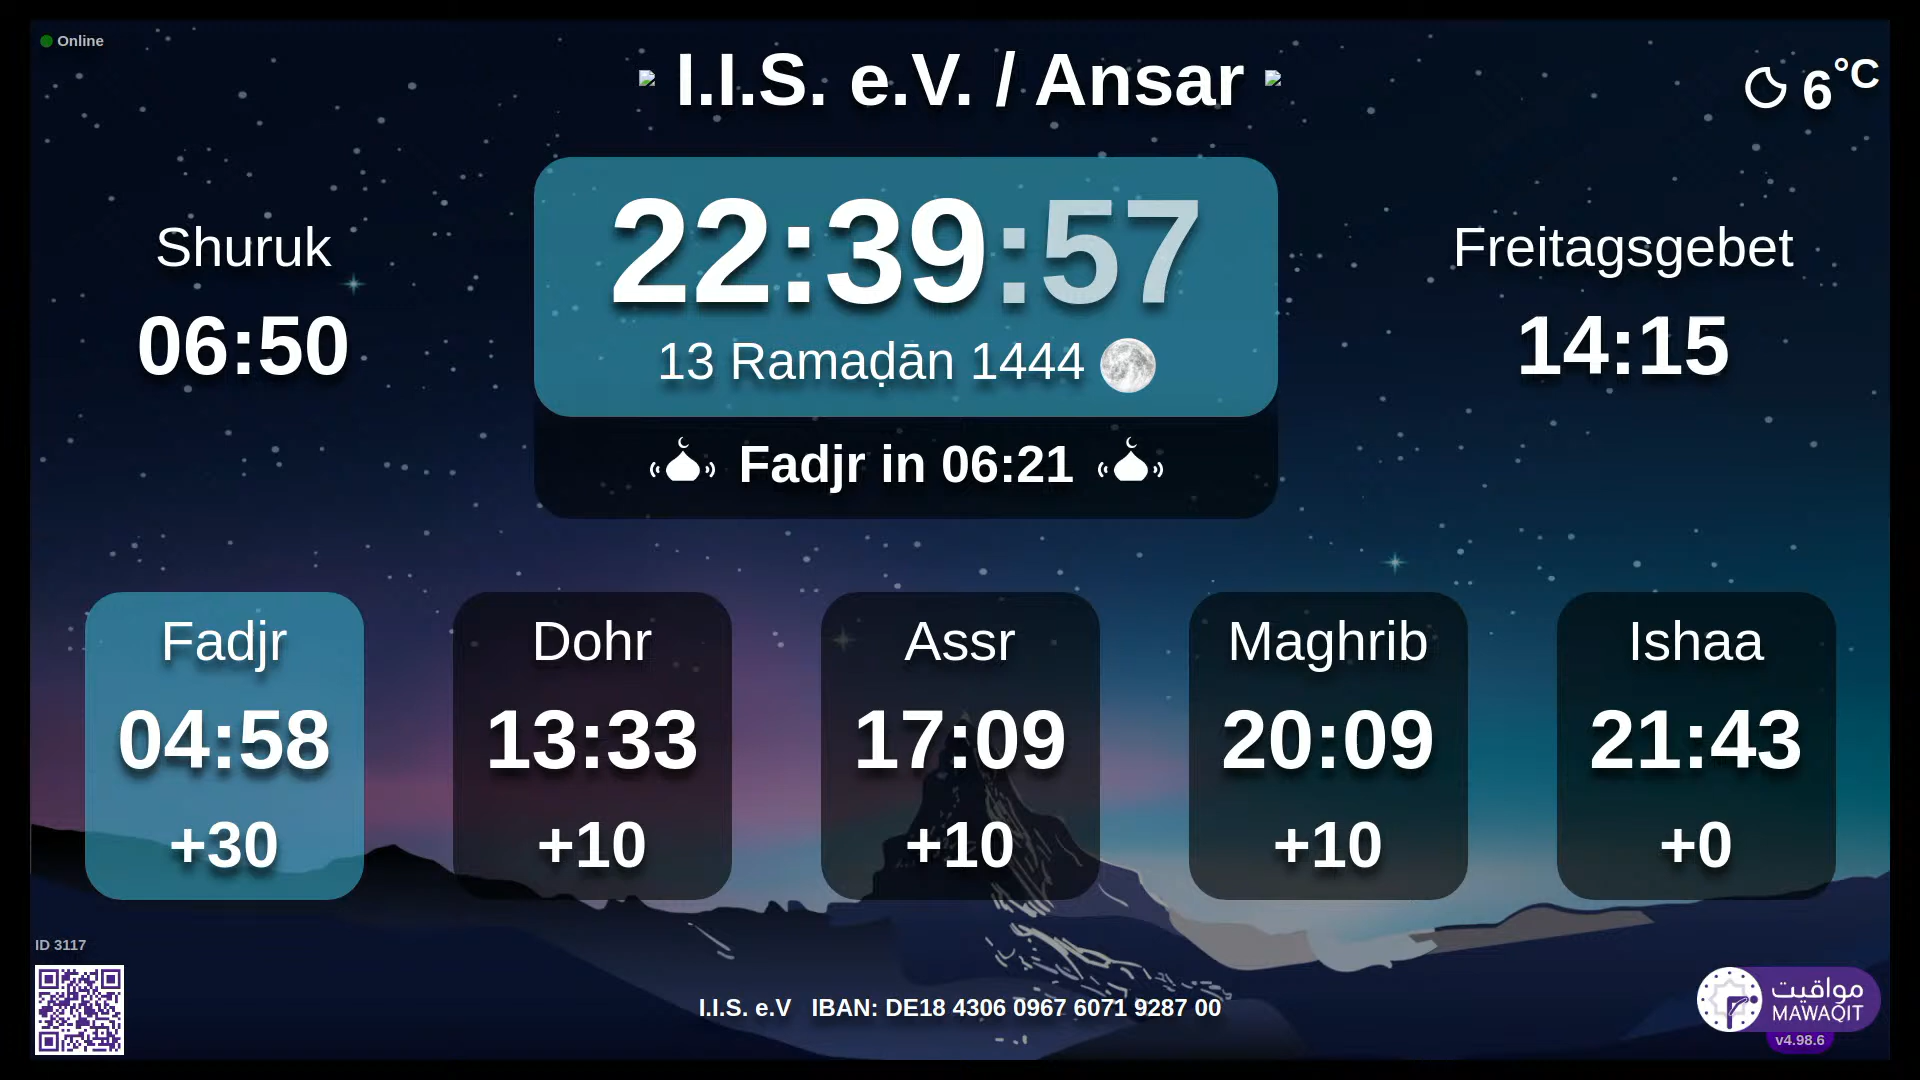 Online
I.I.S. e.V. / Ansar
6°C
Shuruk
06:50
22:39:57
13 Ramaḍān 1444
Freitagsgebet
14:15
Fadjr in 06:21
Fadjr
04:58
+30
Dohr
13:33
+10
Assr
17:09
+10
Maghrib
20:09
+10
Ishaa
21:43
+0
ID 3117
I.I.S. e.V IBAN: DE18 4306 0967 6071 9287 00
مواقيت
MAWAQIT
v4.98.6